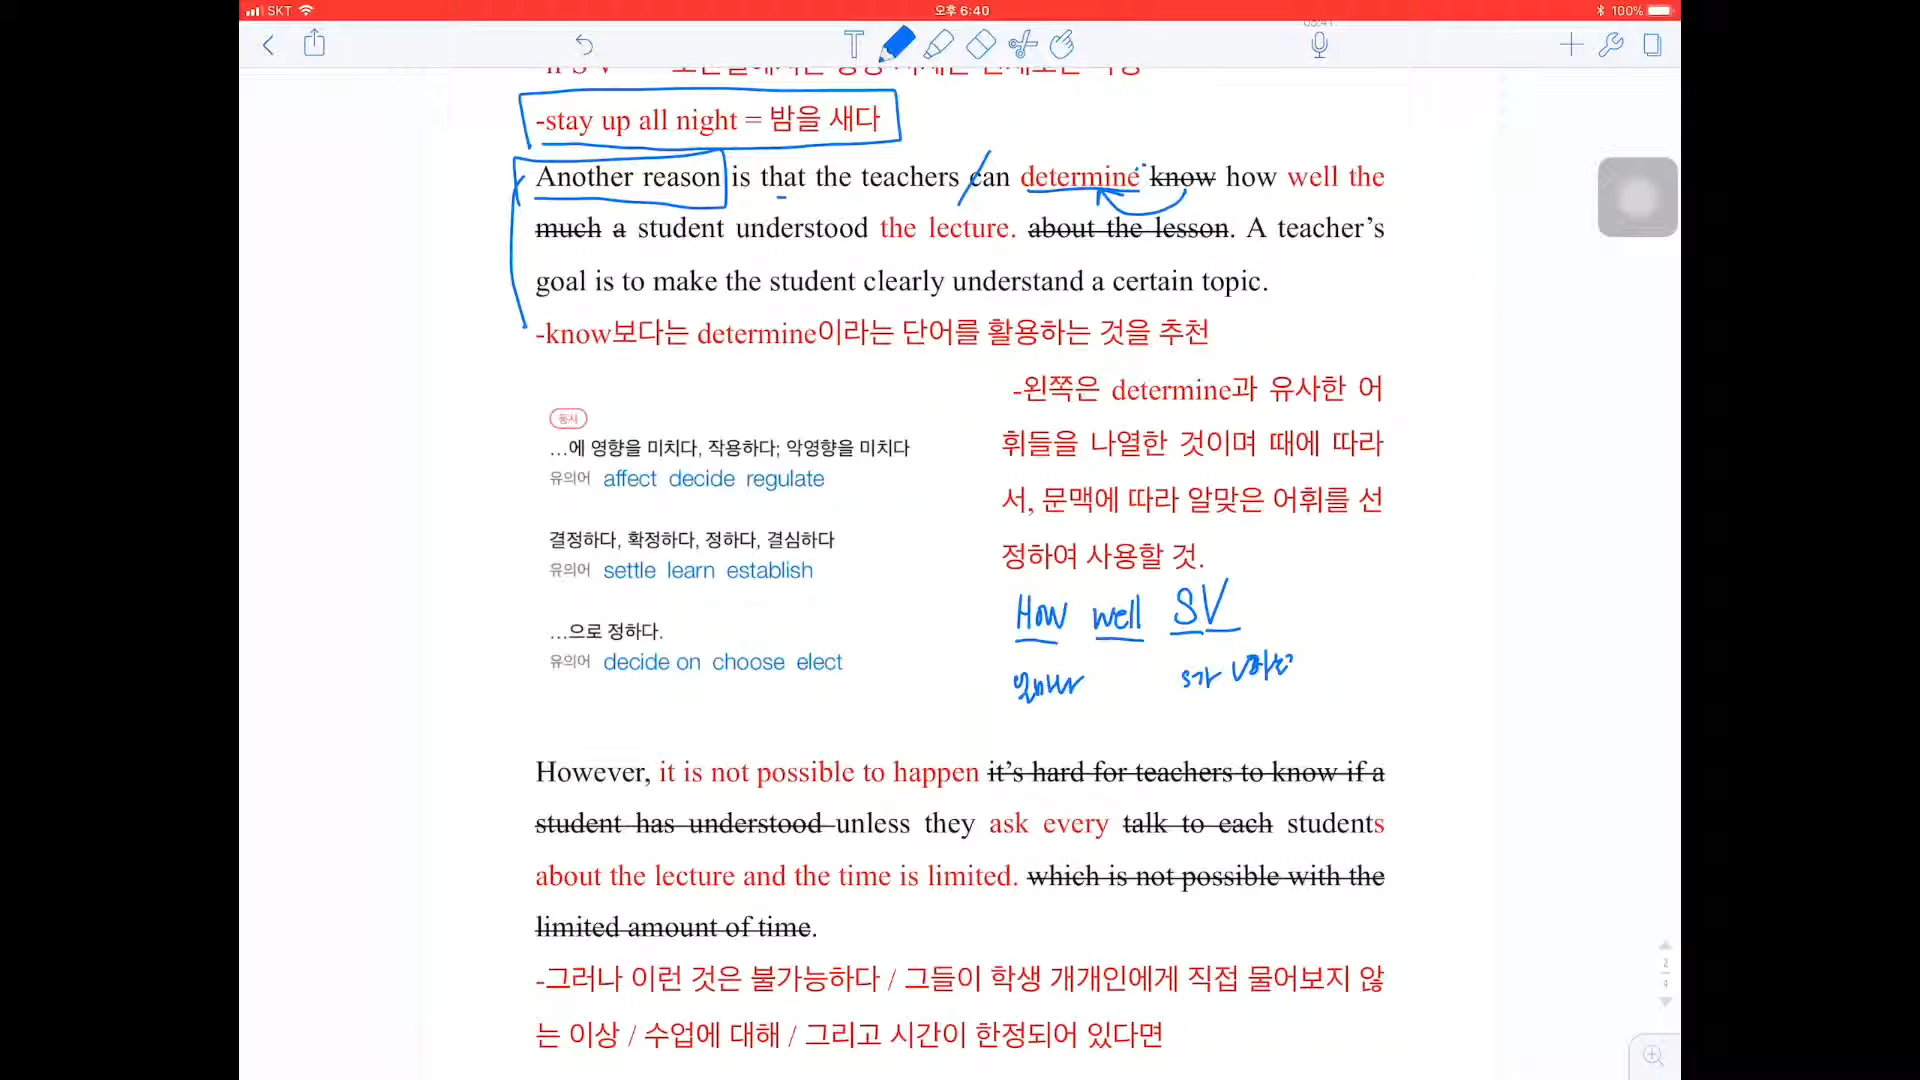 SKT
오후 6:40
100%
-stay up all night = 밤을 새다
Another reason is that the teachers can determine know how well the
much a student understood the lecture. about the lesson. A teacher's
goal is to make the student clearly understand a certain topic.
-know보다는 determine이라는 단어를 활용하는 것을 추천
-왼쪽은 determine과 유사한 어
휘들을 나열한 것이며 때에 따라
서, 문맥에 따라 알맞은 어휘를 선
정하여 사용할 것.
동사
...에 영향을 미치다, 작용하다; 악영향을 미치다
유의어 affect decide regulate
결정하다, 확정하다, 정하다, 결심하다
유의어 settle learn establish
...으로 정하다.
유의어 decide on choose elect
How well SV
얼마나 S가
However, it is not possible to happen it's hard for teachers to know if a
student has understood unless they ask every talk to each students
about the lecture and the time is limited. which is not possible with the
limited amount of time.
-그러나 이런 것은 불가능하다 / 그들이 학생 개개인에게 직접 물어보지 않
는 이상 / 수업에 대해 / 그리고 시간이 한정되어 있다면
2
4